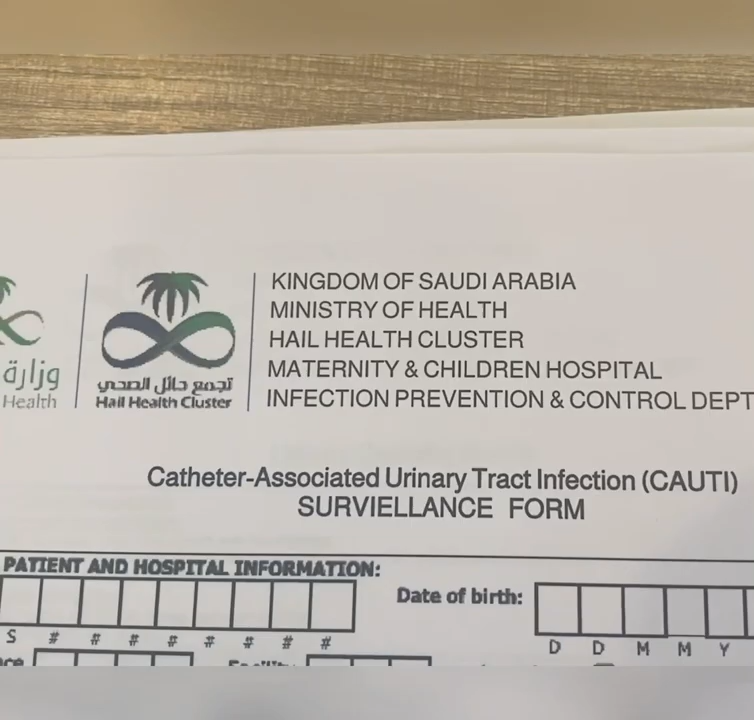 KINGDOM OF SAUDI ARABIA
MINISTRY OF HEALTH
HAIL HEALTH CLUSTER
MATERNITY & CHILDREN HOSPITAL
INFECTION PREVENTION & CONTROL DEPT
وزارة
Health
تجمع حائل الصحي
Hail Health Cluster
Catheter-Associated Urinary Tract Infection (CAUTI)
SURVIELLANCE FORM
PATIENT AND HOSPITAL INFORMATION:
Date of birth:
S # # # # # # #
D D M M Y